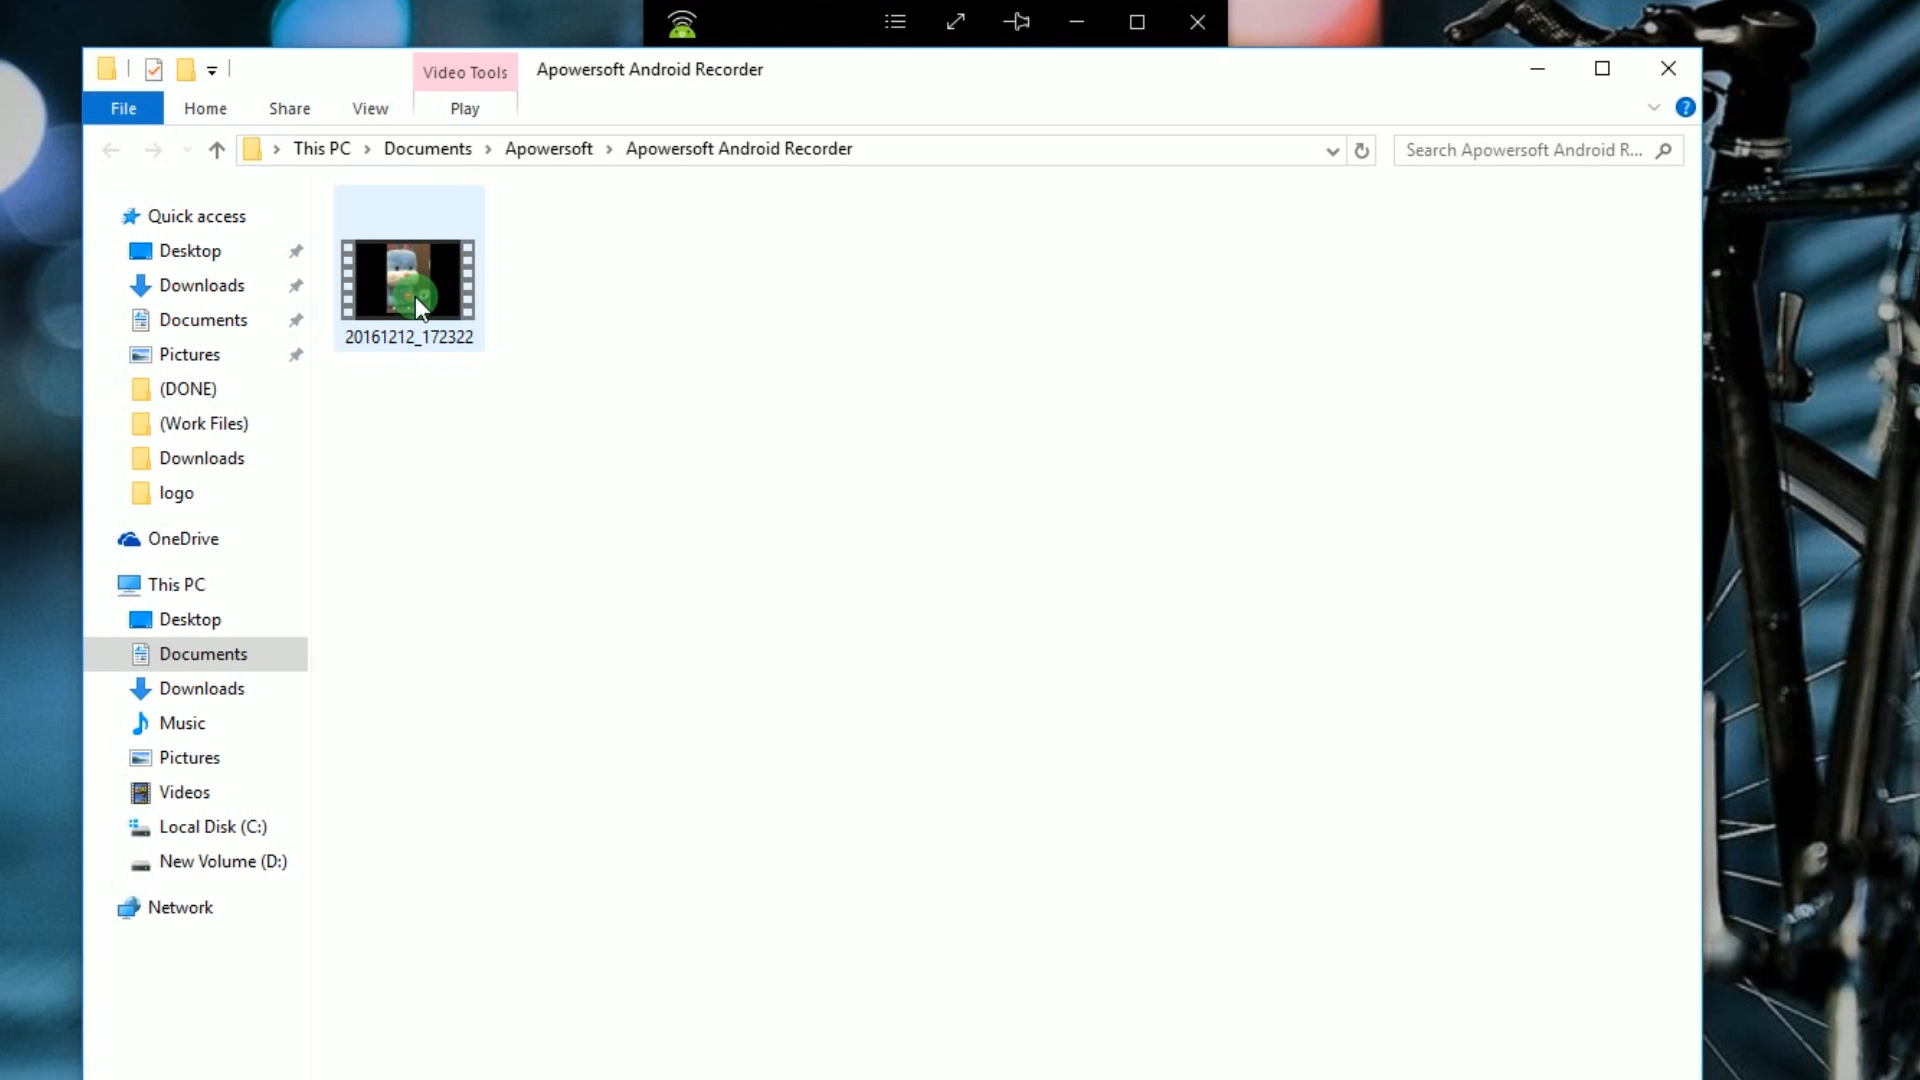 Video Tools
Apowersoft Android Recorder
File
Home
Share
View
Play
?
This PC
Documents
Apowersoft
Apowersoft Android Recorder
Search Apowersoft Android R...
Quick access
Desktop
Downloads
Documents
Pictures
(DONE)
(Work Files)
Downloads
logo
OneDrive
This PC
Desktop
Documents
Downloads
Music
Pictures
Videos
Local Disk (C:)
New Volume (D:)
Network
20161212_172322